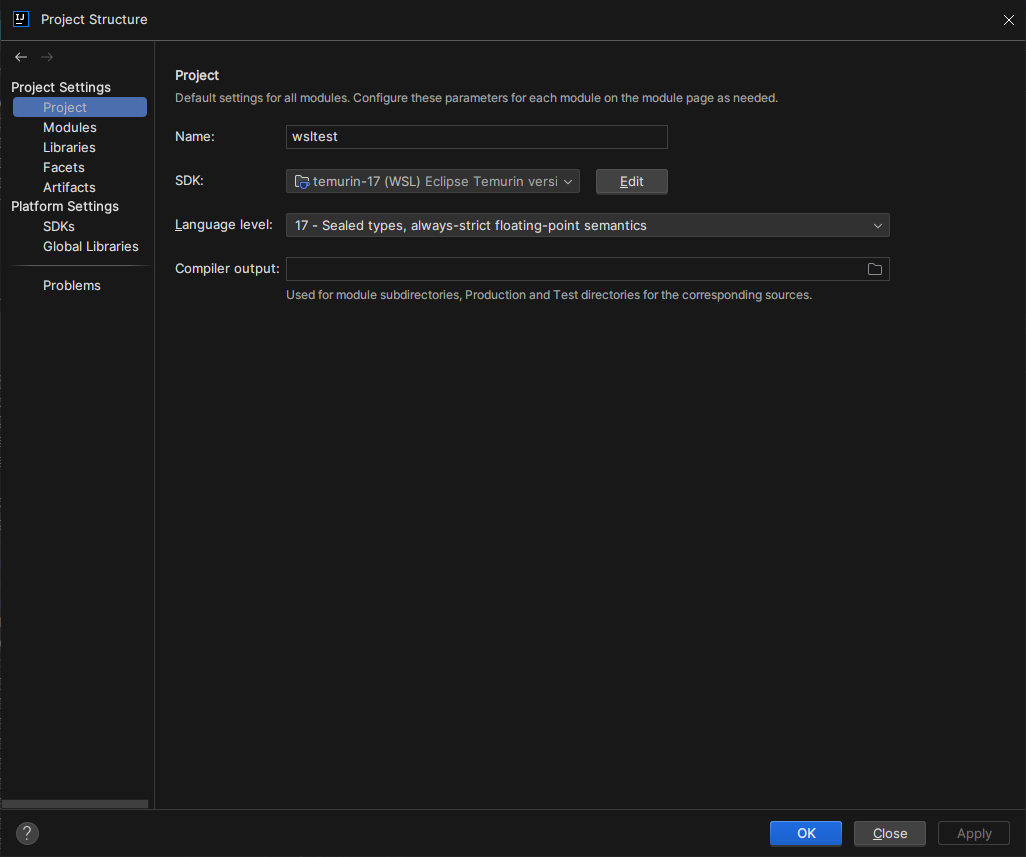 Project Structure
Project Settings
Project
Modules
Libraries
Facets
Artifacts
Platform Settings
SDKs
Global Libraries
Problems
Project
Default settings for all modules. Configure these parameters for each module on the module page as needed.
Name: wsltest
SDK: temurin-17 (WSL) Eclipse Temurin versi Edit
Language level: 17 - Sealed types, always-strict floating-point semantics
Compiler output:
Used for module subdirectories, Production and Test directories for the corresponding sources.
? OK Close Apply